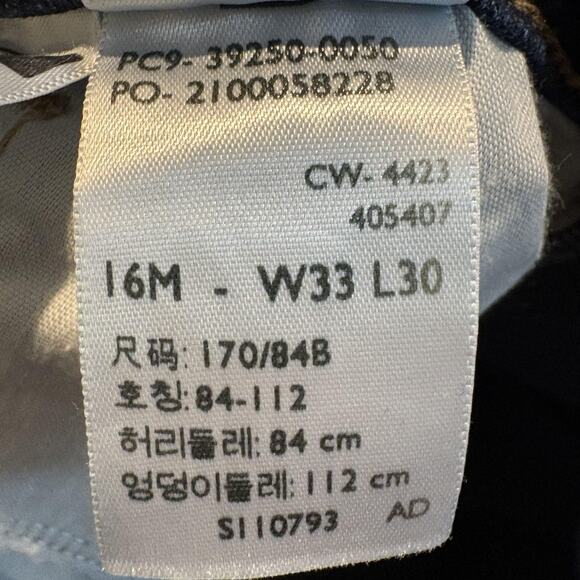 PC9- 39250-0050
PO- 2100058228
CW- 4423
405407
16M - W33 L30
尺码: 170/84B
호칭: 84-112
허리둘레: 84 cm
엉덩이둘레: 112 cm
S110793 AD